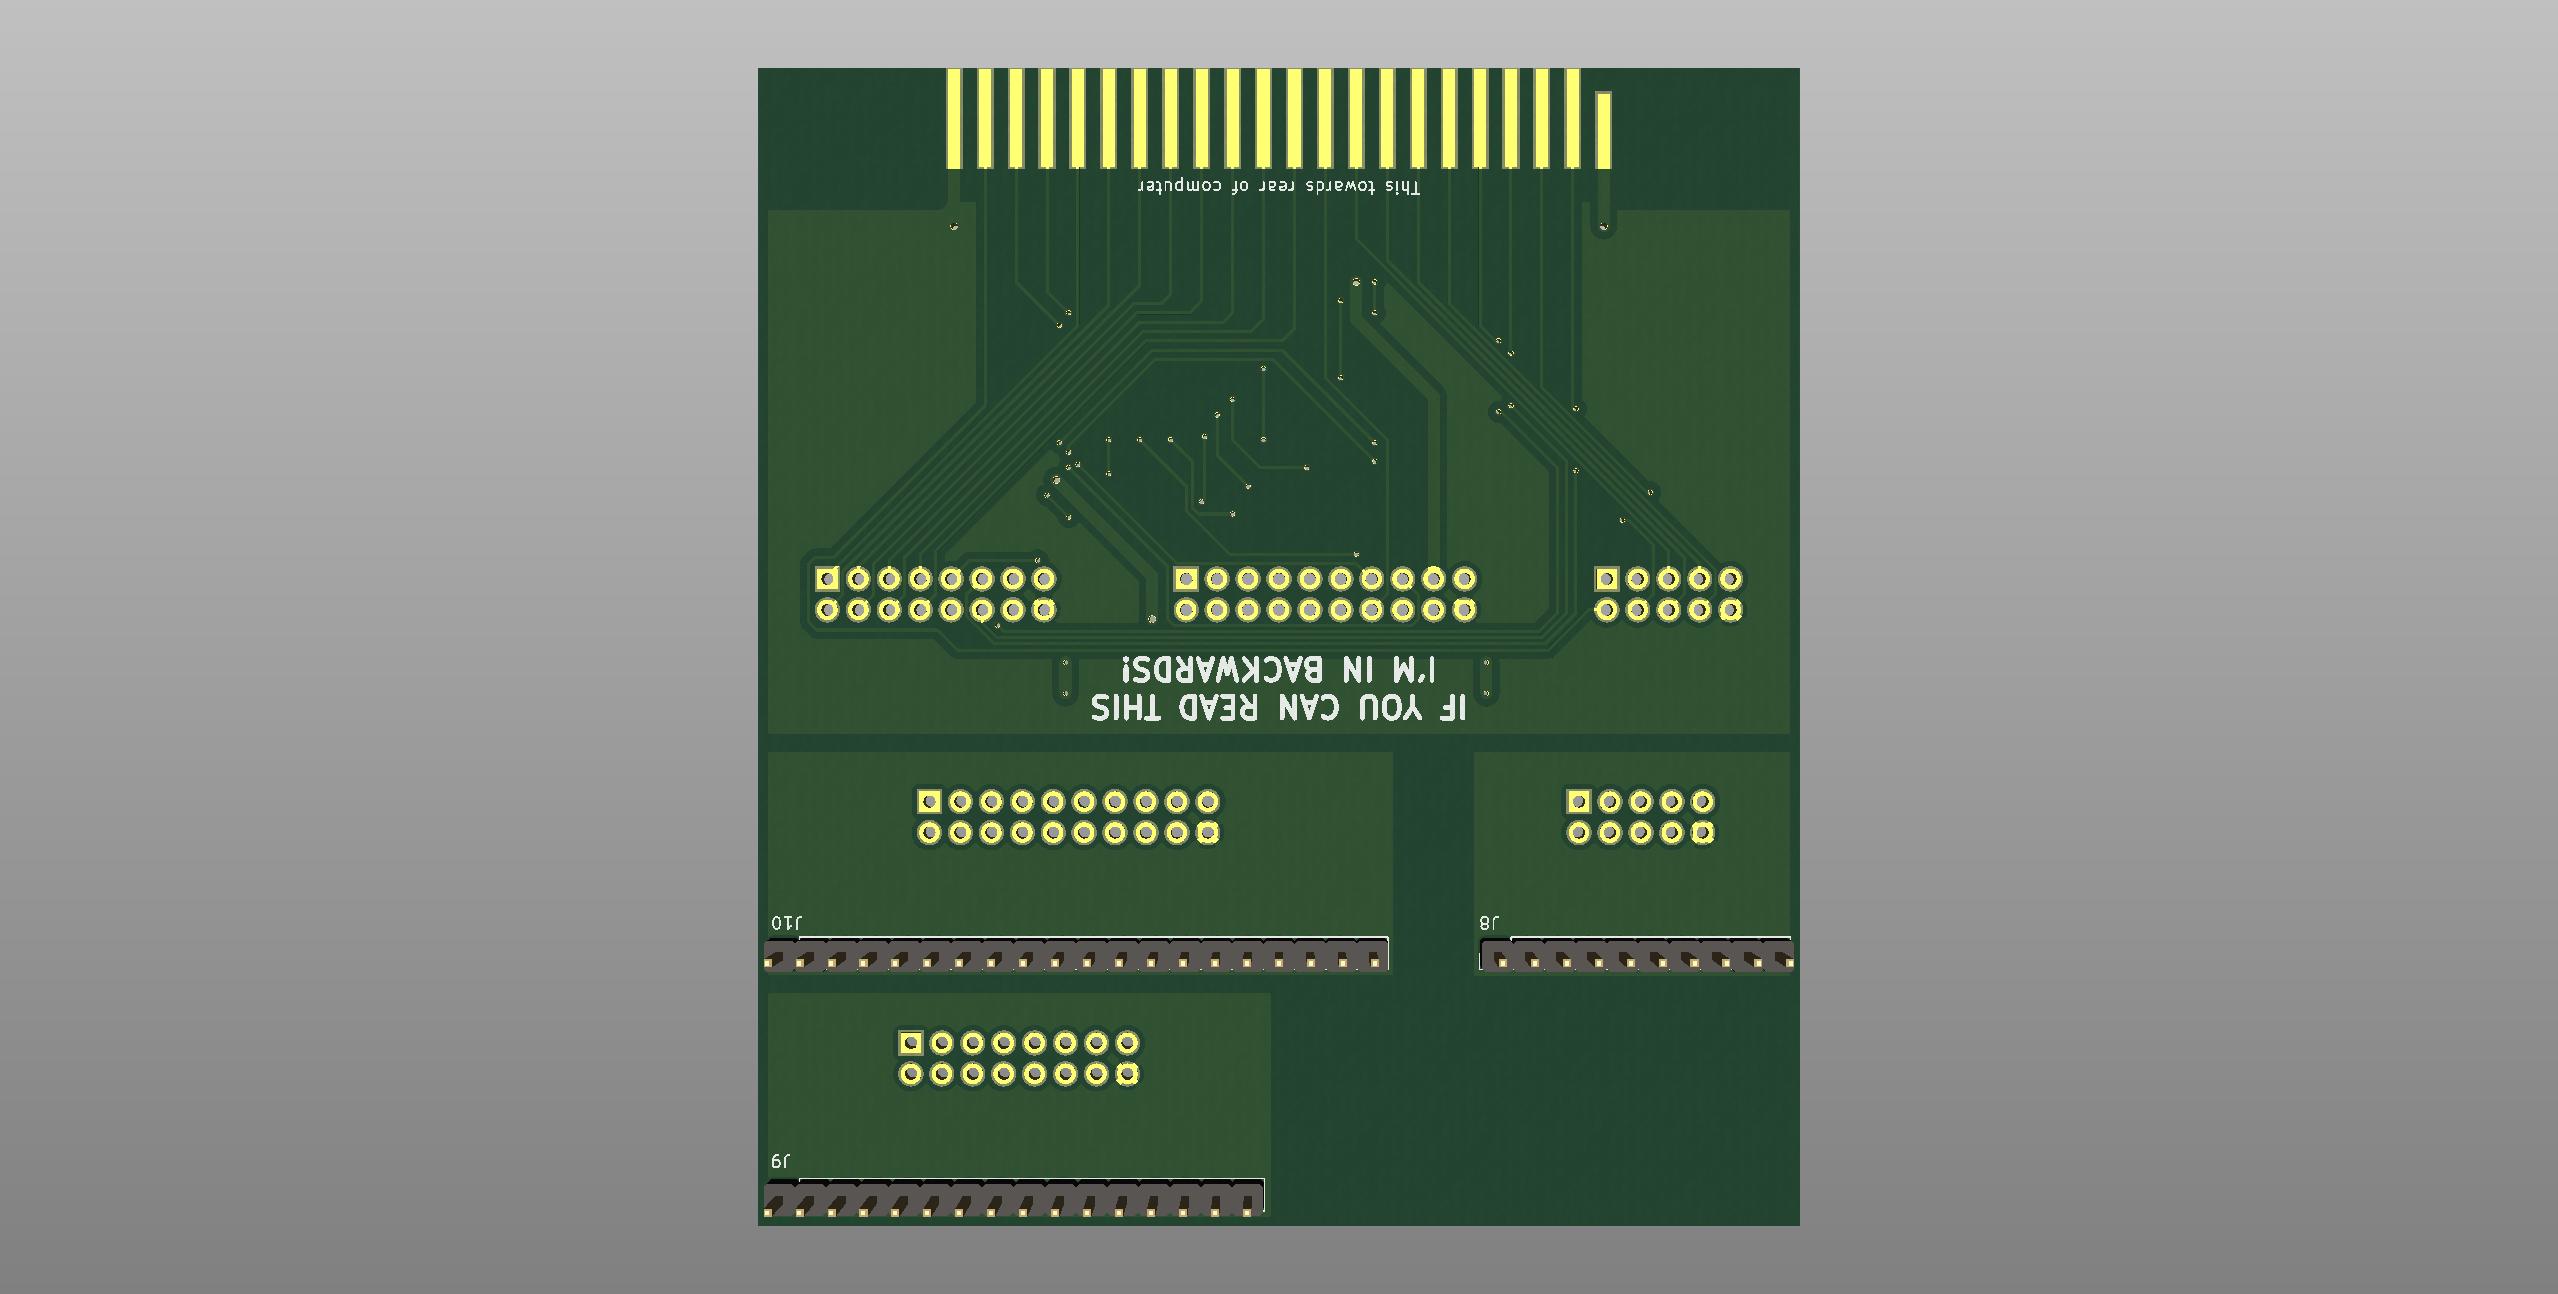 IF YOU CAN READ THIS
I'M IN BACKWARDS!
This towards rear of computer
J10
J8
J9